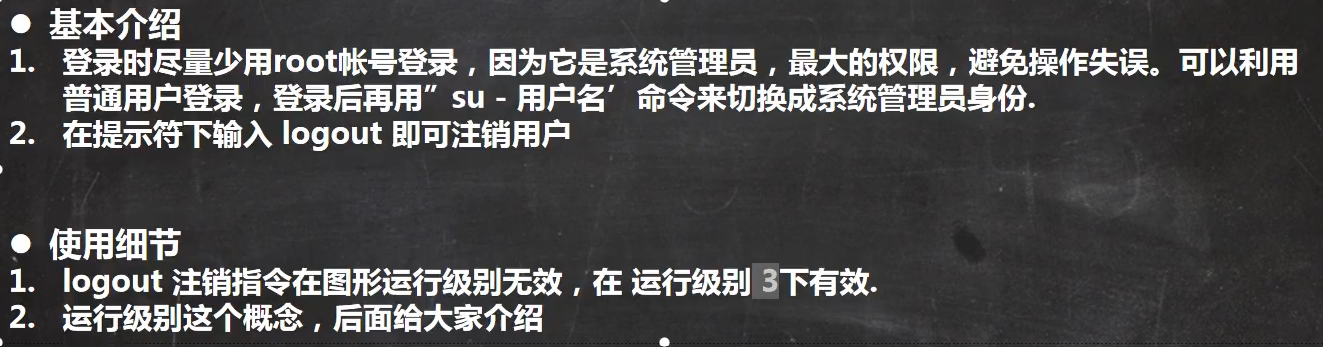 ● 基本介绍
1. 登录时尽量少用root帐号登录，因为它是系统管理员，最大的权限，避免操作失误。可以利用
普通用户登录，登录后再用”su - 用户名’命令来切换成系统管理员身份.
2. 在提示符下输入 logout 即可注销用户
● 使用细节
1. logout 注销指令在图形运行级别无效，在 运行级别 3下有效.
2. 运行级别这个概念，后面给大家介绍